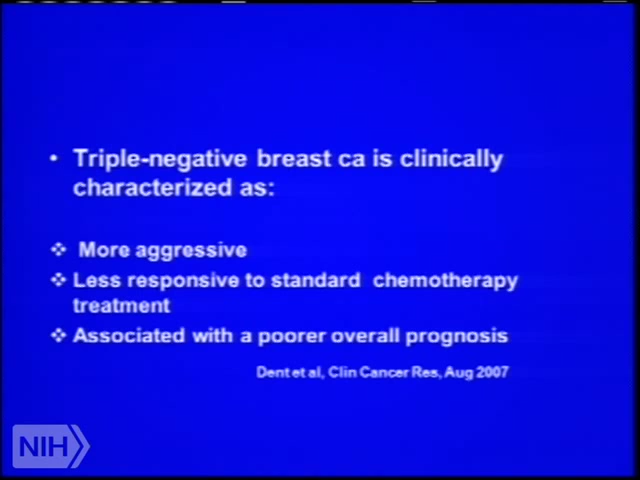 • Triple-negative breast ca is clinically
characterized as:
❖ More aggressive
❖ Less responsive to standard chemotherapy
treatment
❖ Associated with a poorer overall prognosis
Dent et al, Clin Cancer Res, Aug 2007
NIH